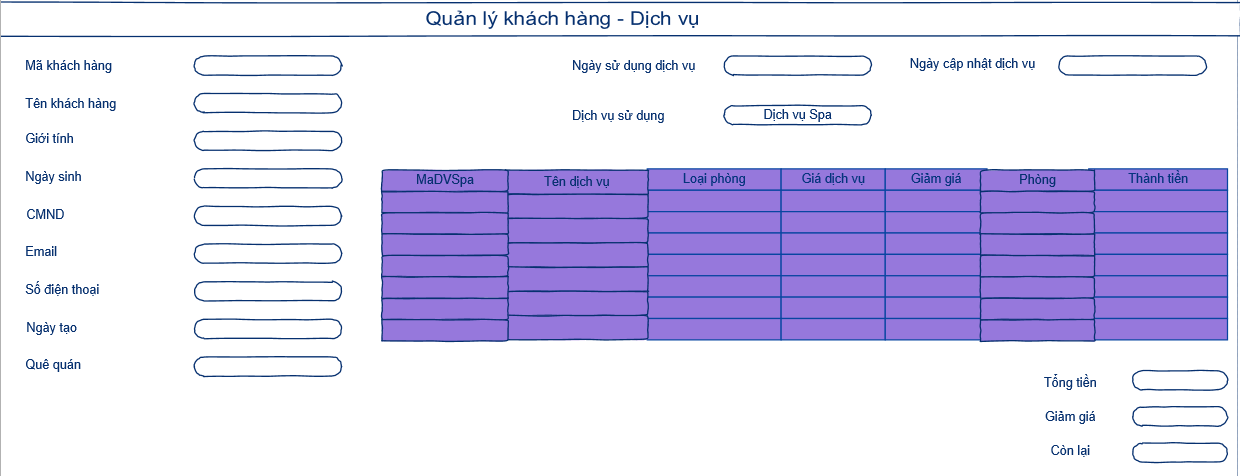 Quản lý khách hàng - Dịch vụ
Mã khách hàng
Ngày sử dụng dịch vụ
Ngày cập nhật dịch vụ
Tên khách hàng
Dịch vụ sử dụng
Dịch vụ Spa
Giới tính
Ngày sinh
CMND
Email
Số điện thoại
Ngày tạo
Quê quán
MaDVSpa
Tên dịch vụ
Loại phòng
Giá dịch vụ
Giảm giá
Phòng
Thành tiền
Tổng tiền
Giảm giá
Còn lại